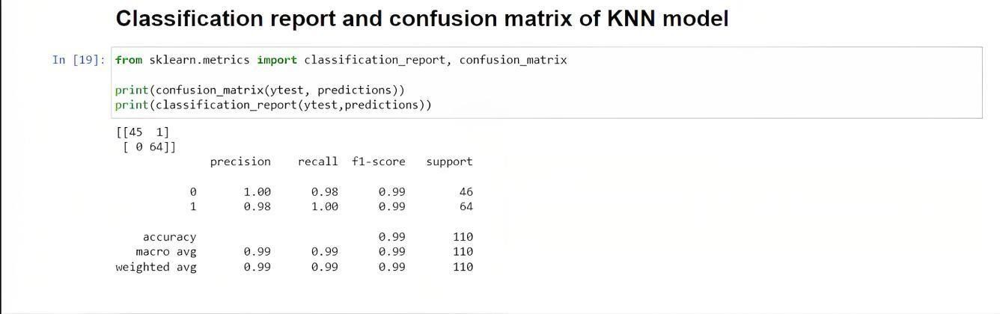 Classification report and confusion matrix of KNN model
In [19]: from sklearn.metrics import classification_report, confusion_matrix
print(confusion_matrix(ytest, predictions))
print(classification_report(ytest,predictions))
[[45  1]
 [ 0 64]]
              precision    recall  f1-score   support
           0       1.00      0.98      0.99        46
           1       0.98      1.00      0.99        64
    accuracy                           0.99       110
   macro avg       0.99      0.99      0.99       110
weighted avg       0.99      0.99      0.99       110